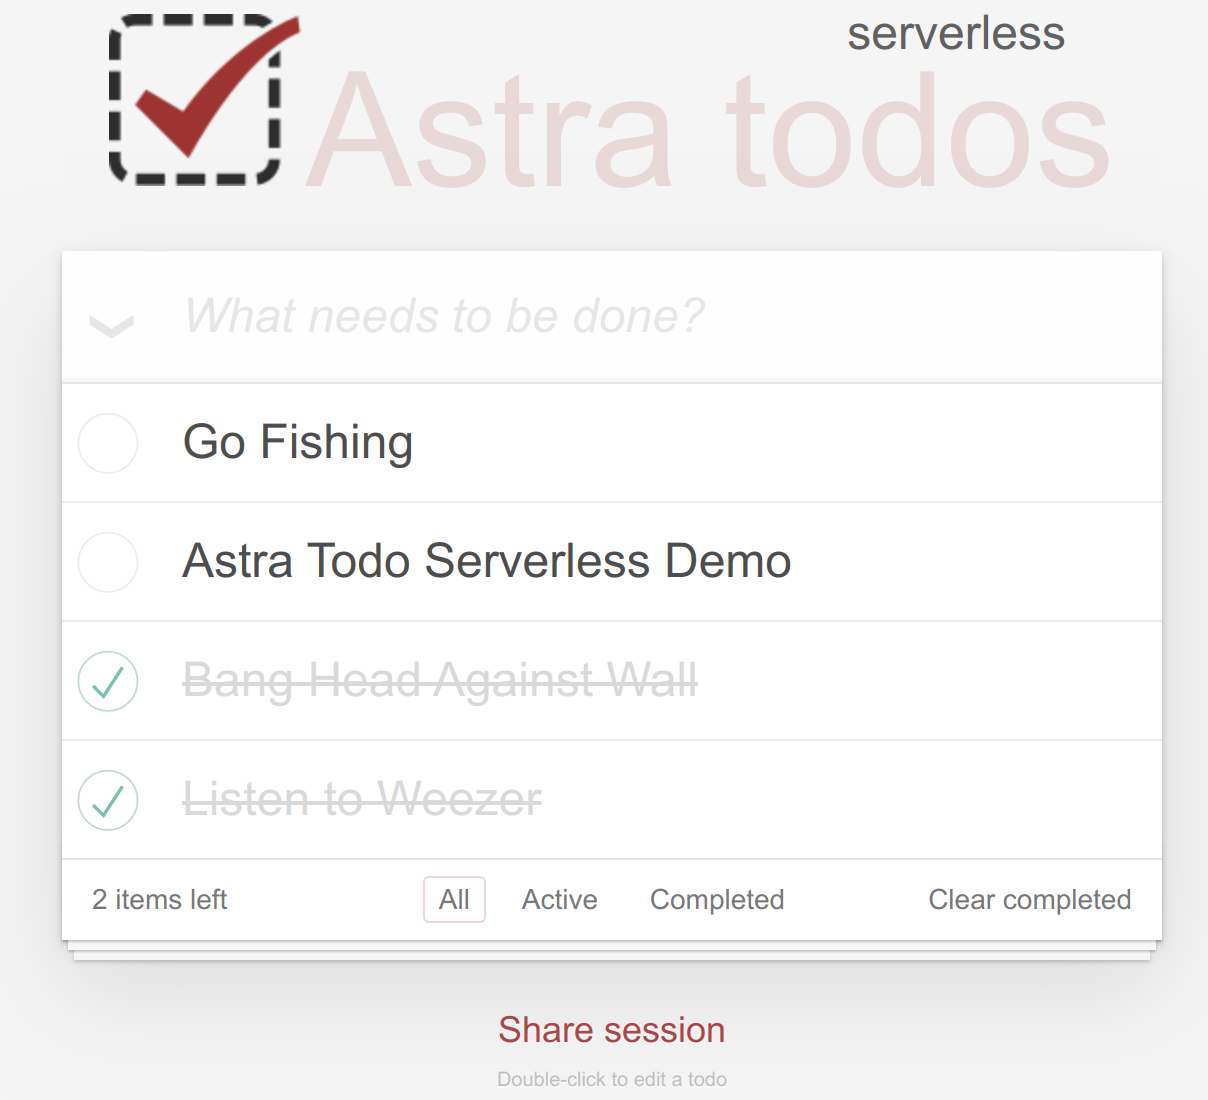 serverless
Astra todos
What needs to be done?
Go Fishing
Astra Todo Serverless Demo
Bang Head Against Wall
Listen to Weezer
2 items left All Active Completed Clear completed
Share session
Double-click to edit a todo